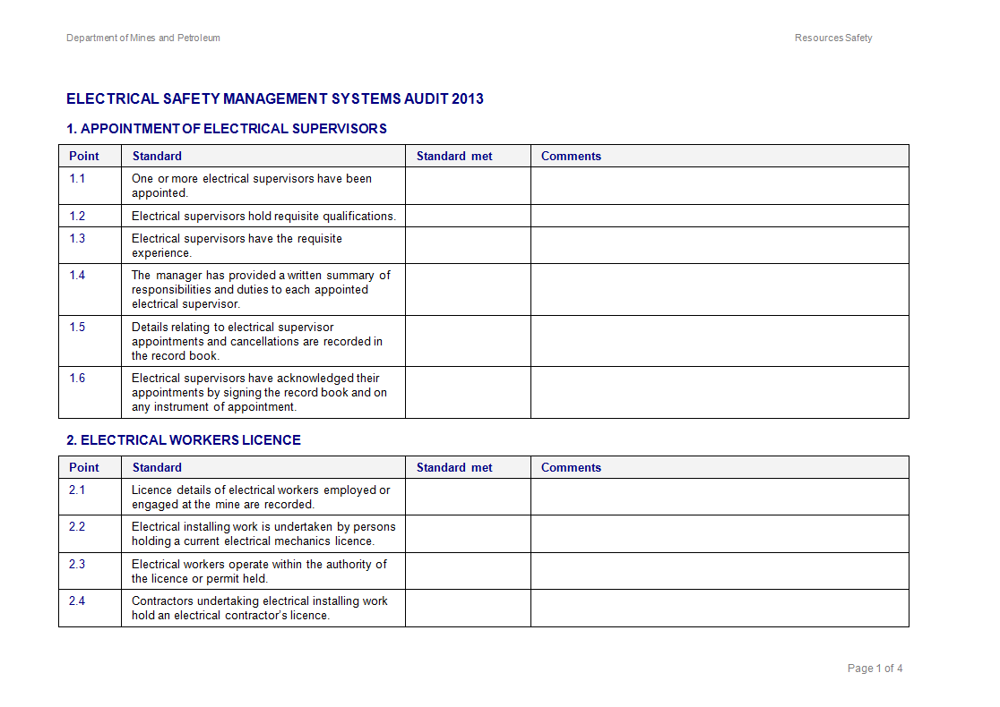 Department of Mines and Petroleum
Resources Safety
ELECTRICAL SAFETY MANAGEMENT SYSTEMS AUDIT 2013
1. APPOINTMENT OF ELECTRICAL SUPERVISORS
Point Standard Standard met Comments
1.1 One or more electrical supervisors have been
appointed.
1.2 Electrical supervisors hold requisite qualifications.
1.3 Electrical supervisors have the requisite
experience.
1.4 The manager has provided a written summary of
responsibilities and duties to each appointed
electrical supervisor.
1.5 Details relating to electrical supervisor
appointments and cancellations are recorded in
the record book.
1.6 Electrical supervisors have acknowledged their
appointments by signing the record book and on
any instrument of appointment.
2. ELECTRICAL WORKERS LICENCE
Point Standard Standard met Comments
2.1 Licence details of electrical workers employed or
engaged at the mine are recorded.
2.2 Electrical installing work is undertaken by persons
holding a current electrical mechanics licence.
2.3 Electrical workers operate within the authority of
the licence or permit held.
2.4 Contractors undertaking electrical installing work
hold an electrical contractor's licence.
Page 1 of 4